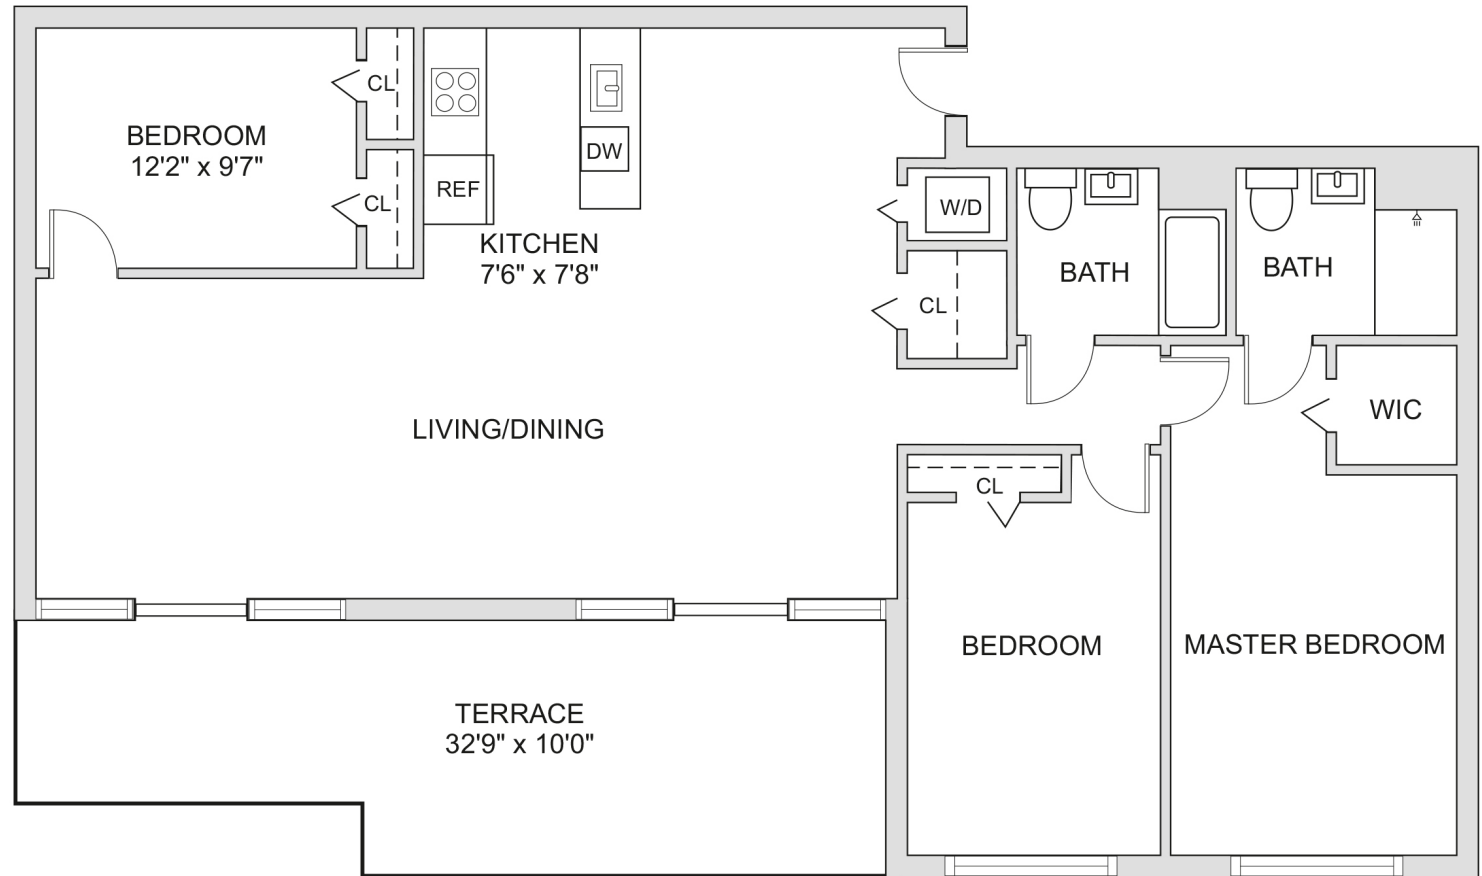 CL
BEDROOM
12'2" x 9'7"
DW
CL
REF
W/D
KITCHEN
7'6" x 7'8"
BATH
BATH
CL
WIC
LIVING/DINING
CL
BEDROOM
MASTER BEDROOM
TERRACE
32'9" x 10'0"